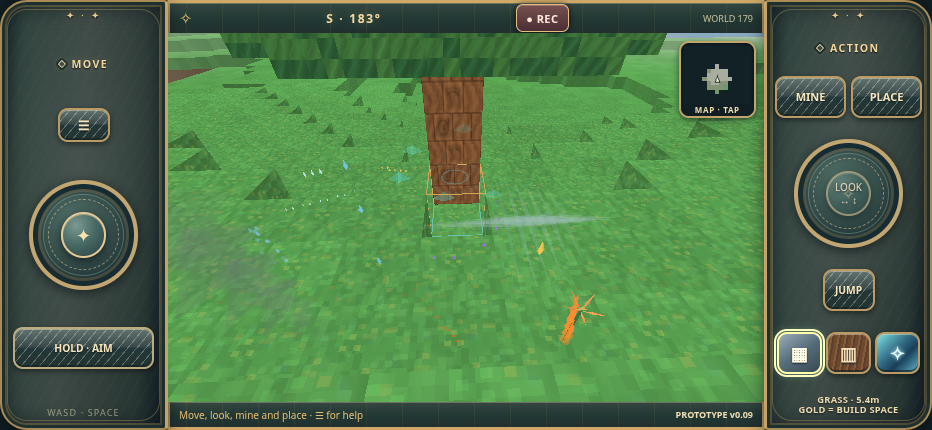 MOVE
HOLD · AIM
WASD · SPACE
S · 183°
● REC
WORLD 179
MAP · TAP
Move, look, mine and place · ☰ for help
PROTOTYPE v0.09
ACTION
MINE
PLACE
LOOK
JUMP
GRASS · 5.4m
GOLD = BUILD SPACE